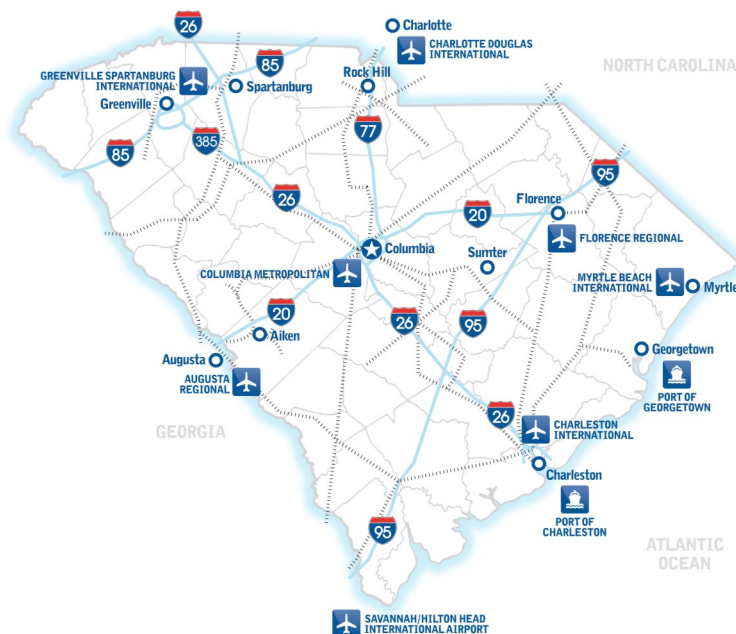 26
Charlotte
CHARLOTTE DOUGLAS
INTERNATIONAL
85
NORTH CAROLINA
GREENVILLE SPARTANBURG
INTERNATIONAL
Rock Hill
Spartanburg
Greenville
77
385
85
95
26
Florence
20
FLORENCE REGIONAL
Columbia
Sumter
COLUMBIA METROPOLITAN
MYRTLE BEACH
INTERNATIONAL
Myrtle
20
26
95
Aiken
Georgetown
Augusta
AUGUSTA
REGIONAL
PORT OF
GEORGETOWN
26
CHARLESTON
INTERNATIONAL
GEORGIA
Charleston
PORT OF
CHARLESTON
95
ATLANTIC
OCEAN
SAVANNAH/HILTON HEAD
INTERNATIONAL AIRPORT